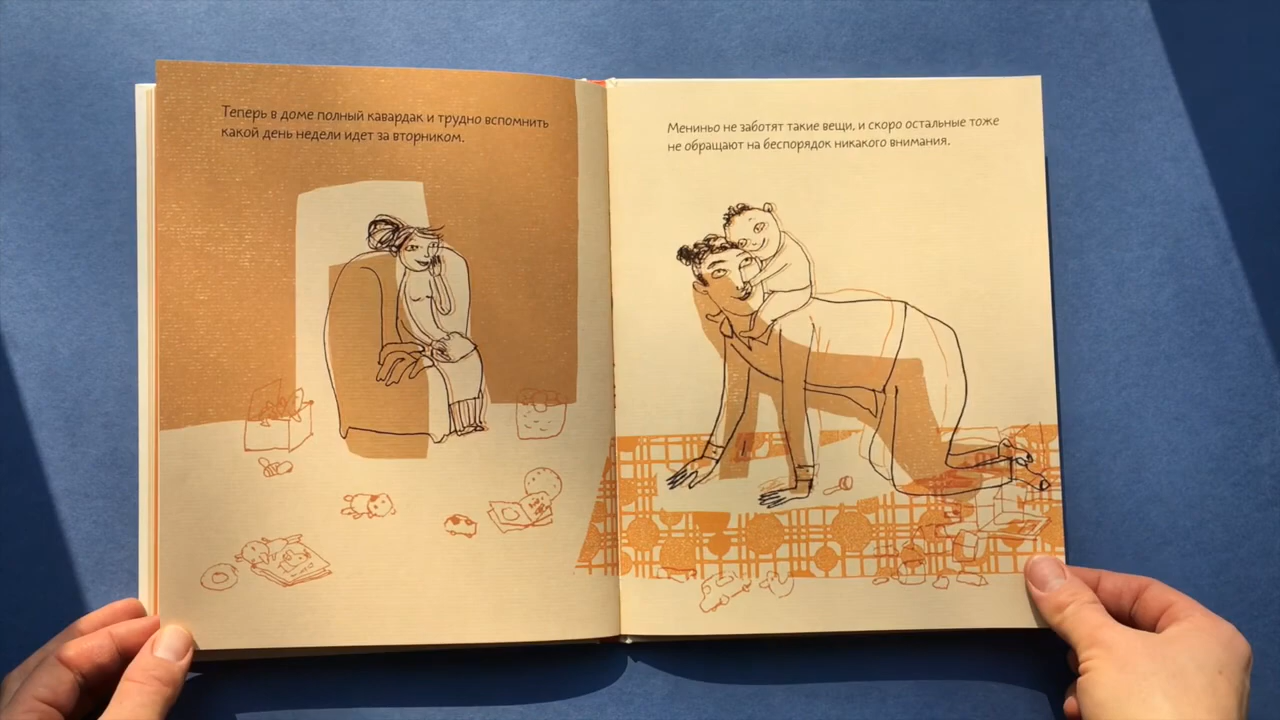 Теперь в доме полный кавардак и трудно вспомнить
какой день недели идет за вторником.
Мениньо не заботят такие вещи, и скоро остальные тоже
не обращают на беспорядок никакого внимания.